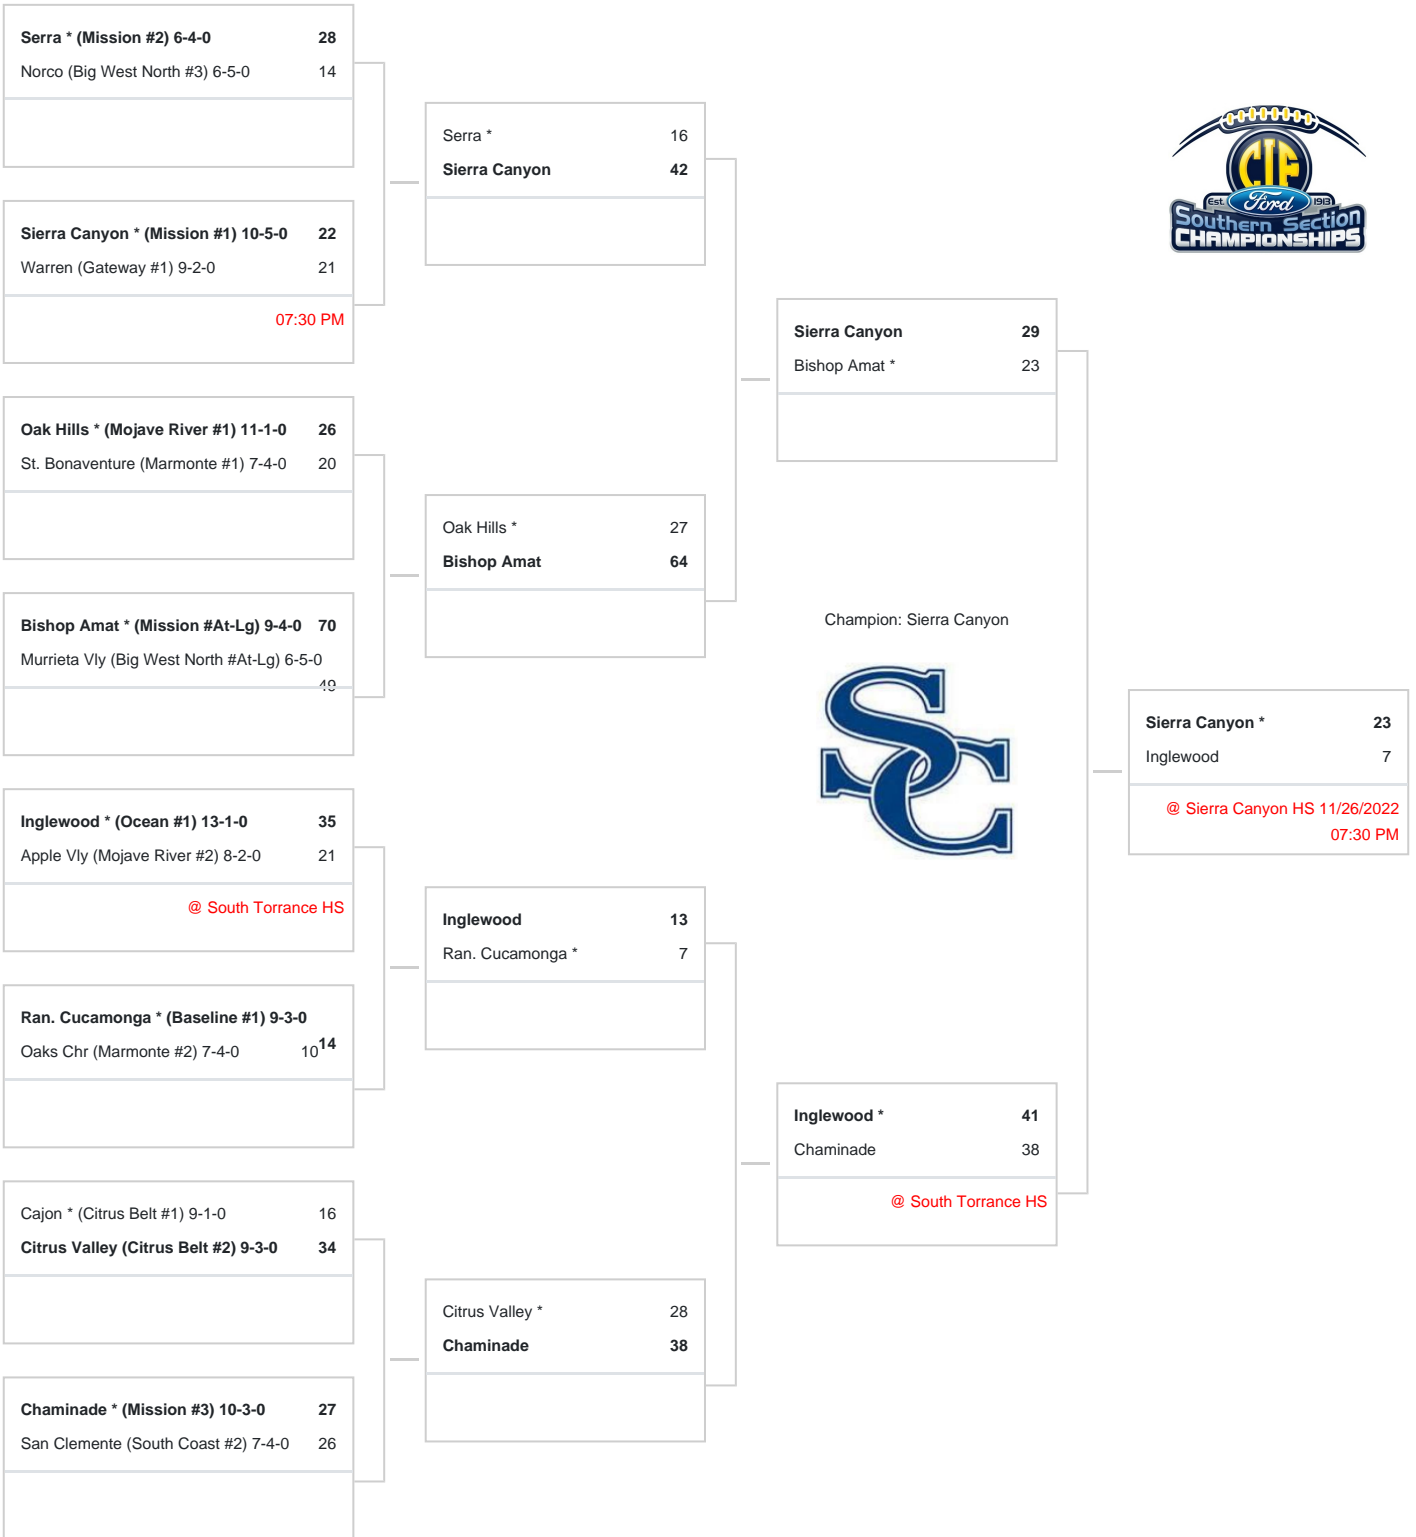 Serra * (Mission #2) 6-4-0 28
Norco (Big West North #3) 6-5-0 14
Sierra Canyon * (Mission #1) 10-5-0 22
Warren (Gateway #1) 9-2-0 21
07:30 PM
Oak Hills * (Mojave River #1) 11-1-0 26
St. Bonaventure (Marmonte #1) 7-4-0 20
Bishop Amat * (Mission #At-Lg) 9-4-0 70
Murrieta Vly (Big West North #At-Lg) 6-5-0
49
Inglewood * (Ocean #1) 13-1-0 35
Apple Vly (Mojave River #2) 8-2-0 21
@ South Torrance HS
Ran. Cucamonga * (Baseline #1) 9-3-0
14
Oaks Chr (Marmonte #2) 7-4-0 10
Cajon * (Citrus Belt #1) 9-1-0 16
Citrus Valley (Citrus Belt #2) 9-3-0 34
Chaminade * (Mission #3) 10-3-0 27
San Clemente (South Coast #2) 7-4-0 26
Serra * 16
Sierra Canyon 42
Oak Hills * 27
Bishop Amat 64
Inglewood 13
Ran. Cucamonga * 7
Citrus Valley * 28
Chaminade 38
Sierra Canyon 29
Bishop Amat * 23
Champion: Sierra Canyon
SC
Inglewood * 41
Chaminade 38
@ South Torrance HS
CIF
Est. Ford 1913
Southern Section
CHAMPIONSHIPS
Sierra Canyon * 23
Inglewood 7
@ Sierra Canyon HS 11/26/2022
07:30 PM